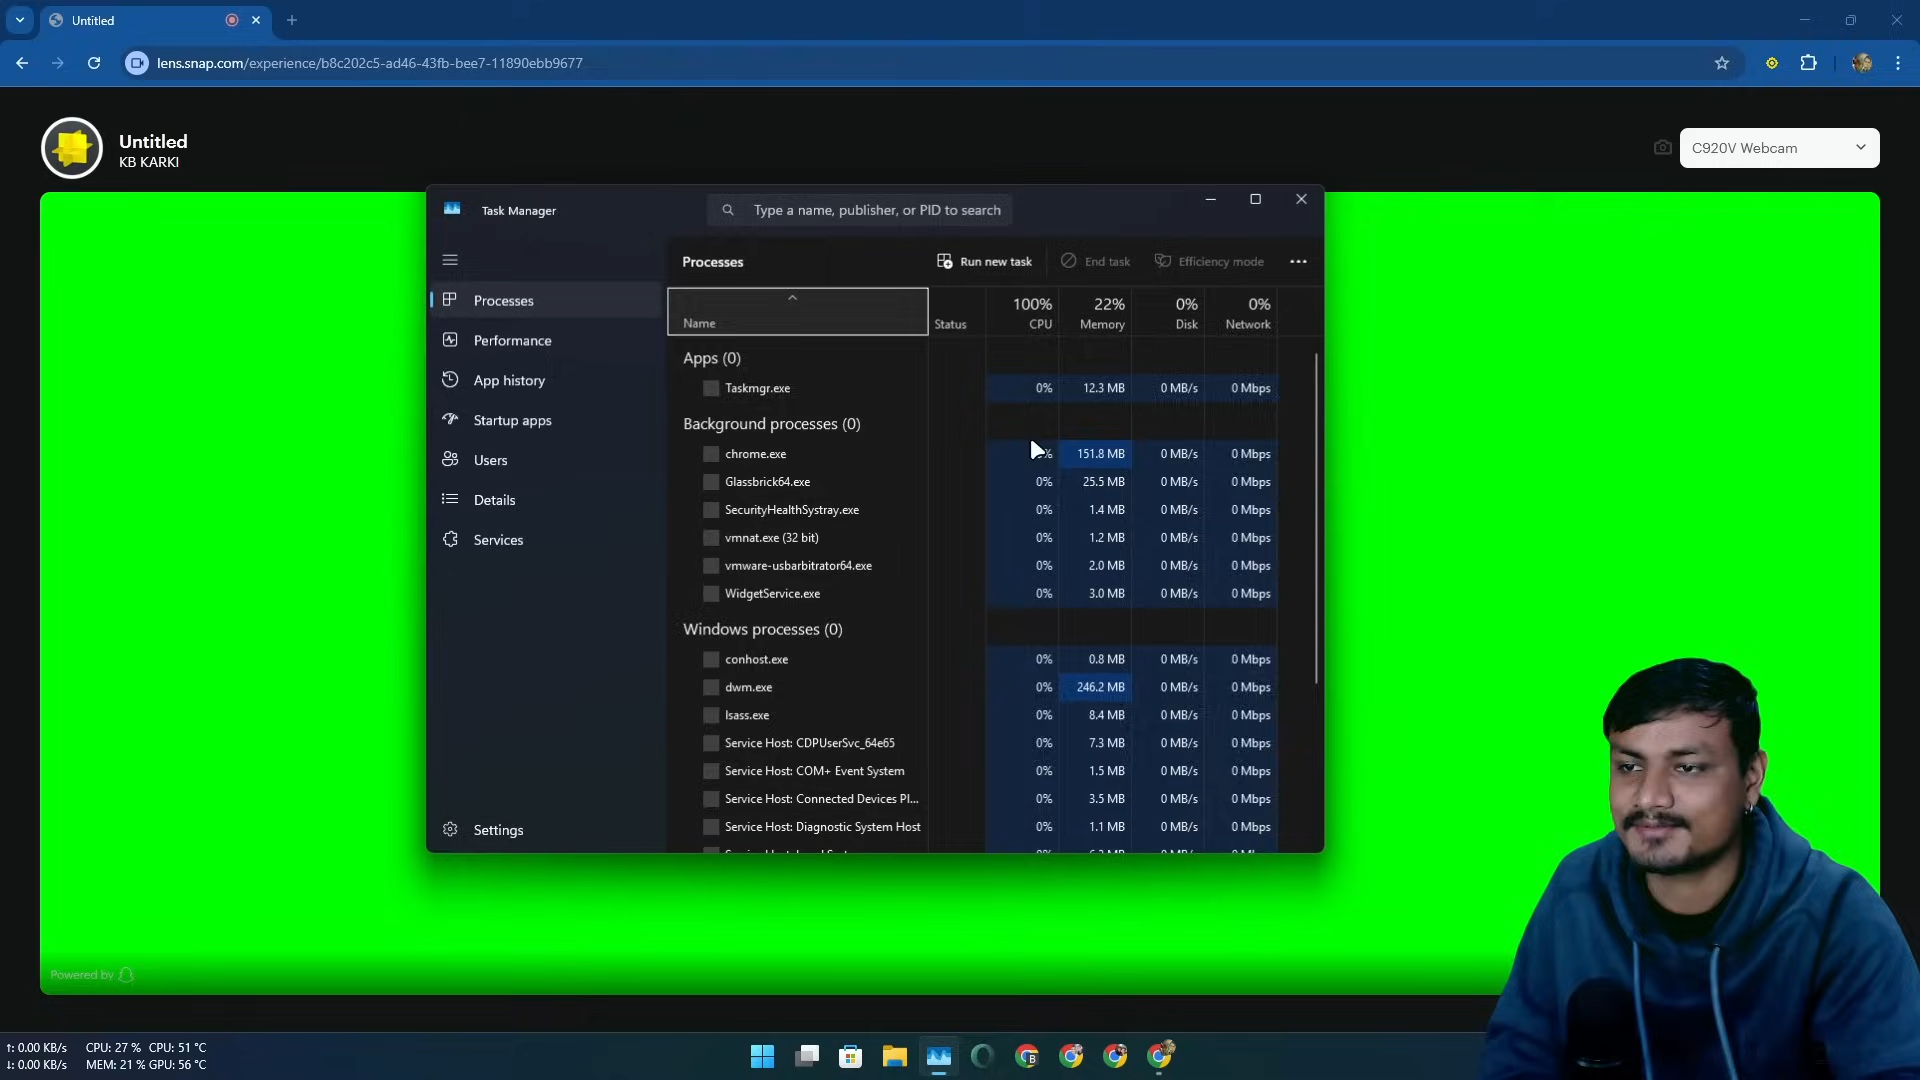 Untitled
lens.snap.com/experience/b8c202c5-ad46-43fb-bee7-11890ebb9677
Untitled
KB KARKI
C920V Webcam
Task Manager
Type a name, publisher, or PID to search
Processes
Run new task
End task
Efficiency mode
Processes
Performance
App history
Startup apps
Users
Details
Services
Settings
100% 22% 0% 0%
Name Status CPU Memory Disk Network
Apps (0)
Taskmgr.exe 0% 12.3 MB 0 MB/s 0 Mbps
Background processes (0)
chrome.exe 151.8 MB 0 MB/s 0 Mbps
Glassbrick64.exe 0% 25.5 MB 0 MB/s 0 Mbps
SecurityHealthSystray.exe 0% 1.4 MB 0 MB/s 0 Mbps
vmnat.exe (32 bit) 0% 1.2 MB 0 MB/s 0 Mbps
vmware-usbarbitrator64.exe 0% 2.0 MB 0 MB/s 0 Mbps
WidgetService.exe 0% 3.0 MB 0 MB/s 0 Mbps
Windows processes (0)
conhost.exe 0% 0.8 MB 0 MB/s 0 Mbps
dwm.exe 0% 246.2 MB 0 MB/s 0 Mbps
lsass.exe 0% 8.4 MB 0 MB/s 0 Mbps
Service Host: CDPUserSvc_64e65 0% 7.3 MB 0 MB/s 0 Mbps
Service Host: COM+ Event System 0% 1.5 MB 0 MB/s 0 Mbps
Service Host: Connected Devices Pl... 0% 3.5 MB 0 MB/s 0 Mbps
Service Host: Diagnostic System Host 0% 1.1 MB 0 MB/s 0 Mbps
Powered by
↑: 0.00 KB/s CPU: 27 % CPU: 51 °C
↓: 0.00 KB/s MEM: 21 % GPU: 56 °C